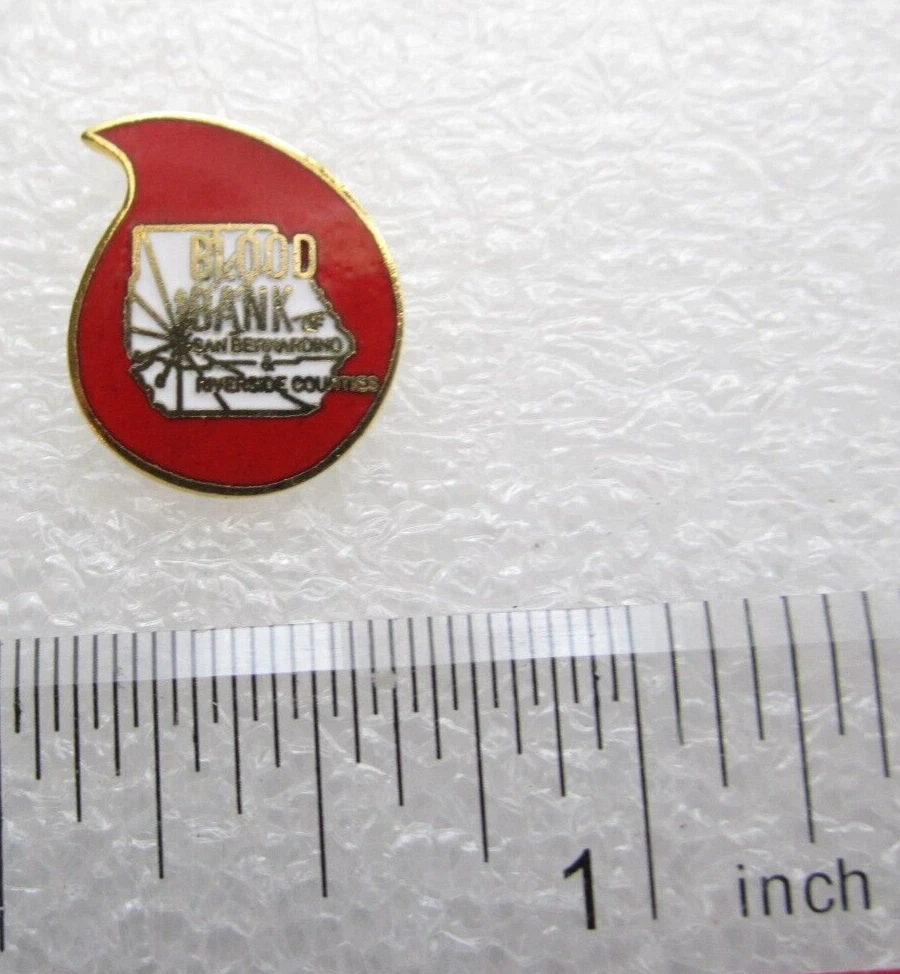 BLOOD
BANK OF
SAN BERNARDINO
&
RIVERSIDE COUNTIES
1 inch